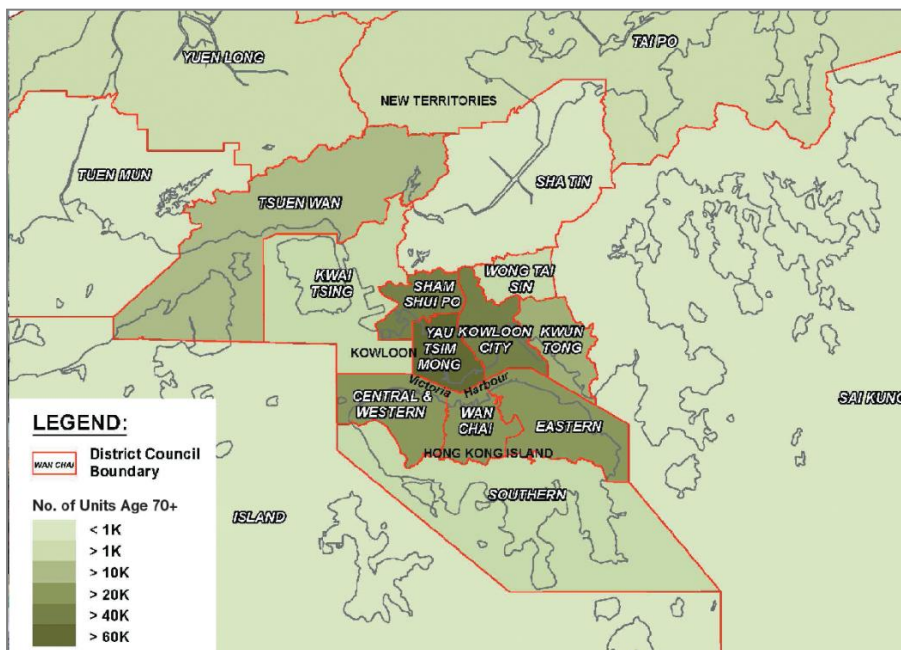 YUEN LONG
TAI PO
NEW TERRITORIES
TUEN MUN
SHA TIN
TSUEN WAN
KWAI
TSING
WONG TAI
SIN
SHAM
SHUI PO
YAU
TSIM
MONG
KOWLOON
CITY
KWUN
TONG
KOWLOON
Victoria Harbour
CENTRAL &
WESTERN
WAN
CHAI
EASTERN
SAI KUNG
HONG KONG ISLAND
SOUTHERN
ISLAND
LEGEND:
WAN CHAI
District Council
Boundary
No. of Units Age 70+
< 1K
> 1K
> 10K
> 20K
> 40K
> 60K